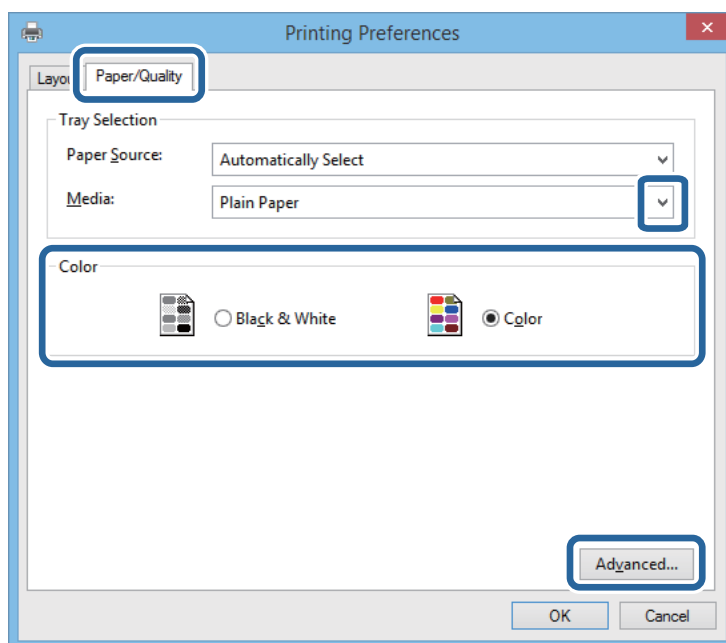 Printing Preferences
Layou
Paper/Quality
Tray Selection
Paper Source:
Automatically Select
Media:
Plain Paper
Color
Black & White
Color
Advanced...
OK
Cancel